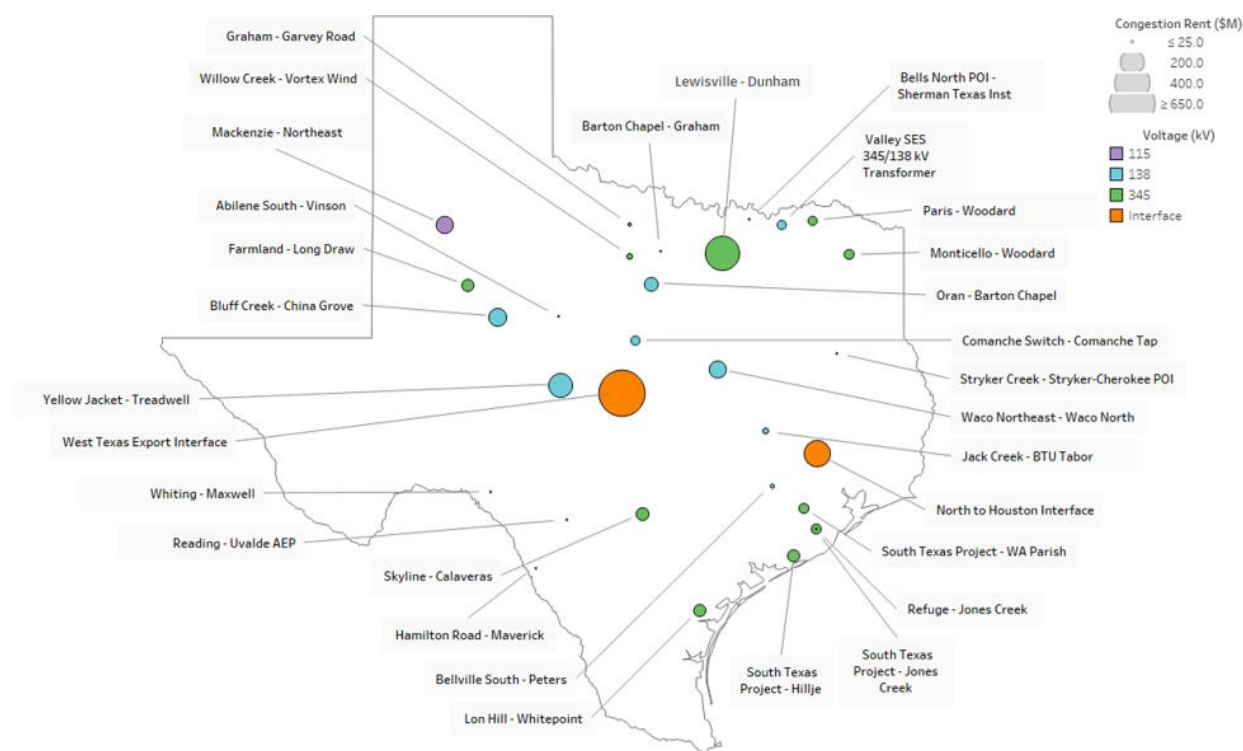 Graham - Garvey Road
Willow Creek - Vortex Wind
Mackenzie - Northeast
Abilene South - Vinson
Farmland - Long Draw
Bluff Creek - China Grove
Yellow Jacket - Treadwell
West Texas Export Interface
Whiting - Maxwell
Reading - Uvalde AEP
Skyline - Calaveras
Hamilton Road - Maverick
Bellville South - Peters
Lon Hill - Whitepoint
Barton Chapel - Graham
Lewisville - Dunham
Bells North POI -
Sherman Texas Inst
Valley SES
345/138 kV
Transformer
Paris - Woodard
Monticello - Woodard
Oran - Barton Chapel
Comanche Switch - Comanche Tap
Stryker Creek - Stryker-Cherokee POI
Waco Northeast - Waco North
Jack Creek - BTU Tabor
North to Houston Interface
South Texas Project - WA Parish
Refuge - Jones Creek
South Texas
Project - Jones
Creek
South Texas
Project - Hillje
Congestion Rent ($M)
≤ 25.0
200.0
400.0
≥ 650.0
Voltage (kV)
115
138
345
Interface